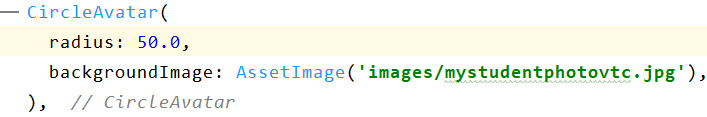 CircleAvatar(
radius: 50.0,
backgroundImage: AssetImage('images/mystudentphotovtc.jpg'),
), // CircleAvatar